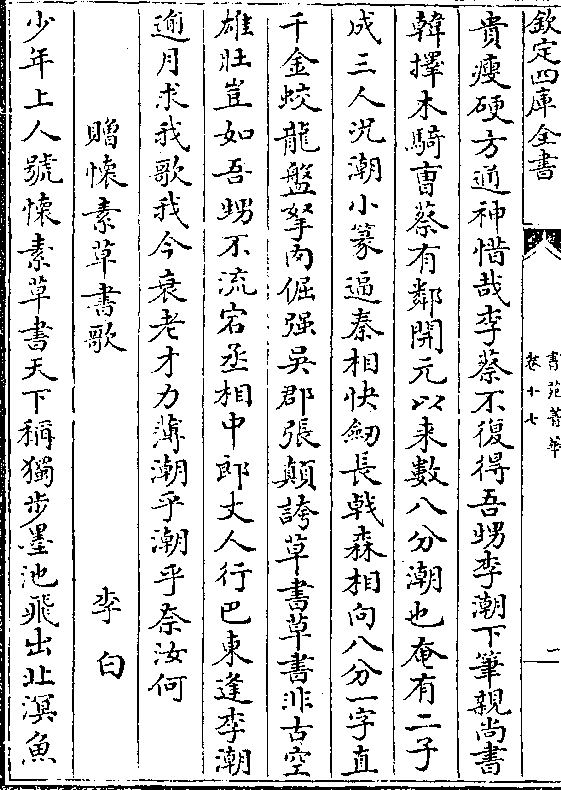 欽定四庫全書
書苑菁華
卷十七
二
貴瘦硬方通神惜哉李蔡不復得吾甥李潮下筆親尚書
韓擇木騎曹蔡有鄰開元以来數八分潮也奄有二子
成三人况潮小篆逼秦相快劒長戟森相向八分一字直
千金蛟龍盤拏肉倔强吳郡張顛誇草書草書非古空
雄壯豈如吾甥不流宕丞相中郎丈人行巴東逢李潮
逾月求我歌我今衰老才力薄潮乎潮乎奈汝何
贈懷素草書歌
李白
少年上人號懷素草書天下稱獨步墨池飛出北溟魚